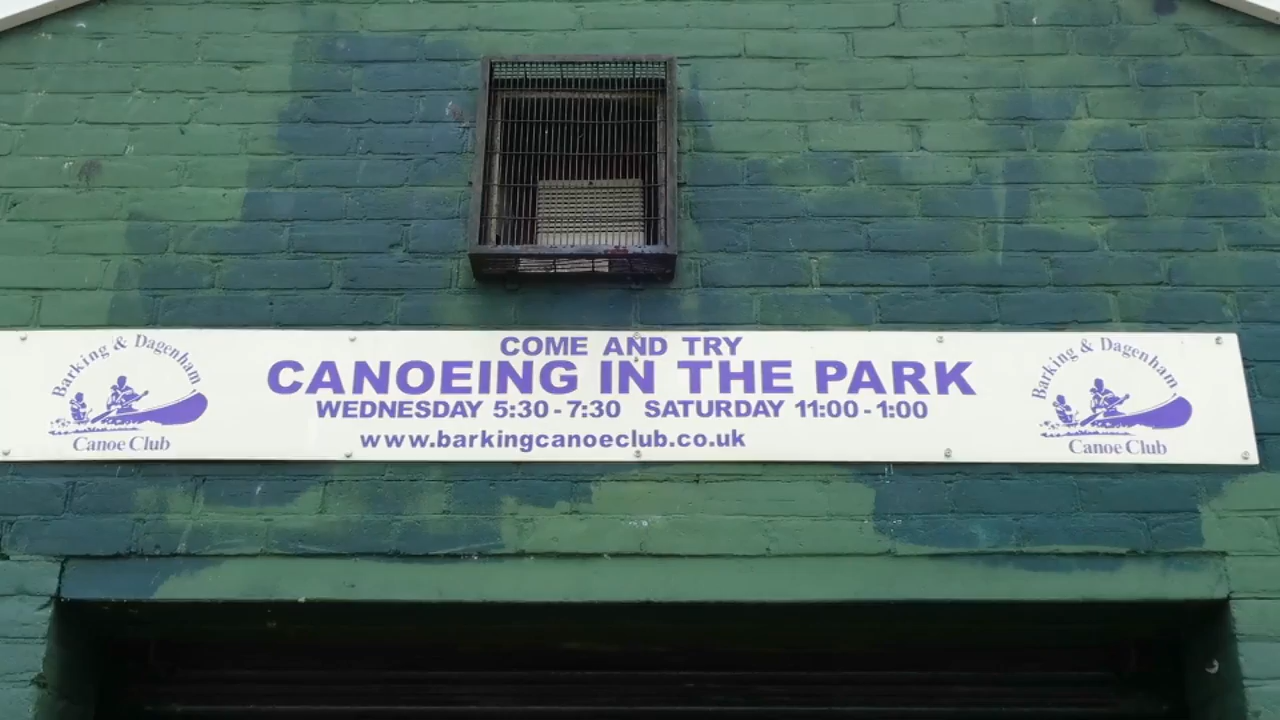 Barking & Dagenham
Canoe Club
COME AND TRY
CANOEING IN THE PARK
WEDNESDAY 5:30-7:30 SATURDAY 11:00-1:00
www.barkingcanoeclub.co.uk
Barking & Dagenham
Canoe Club